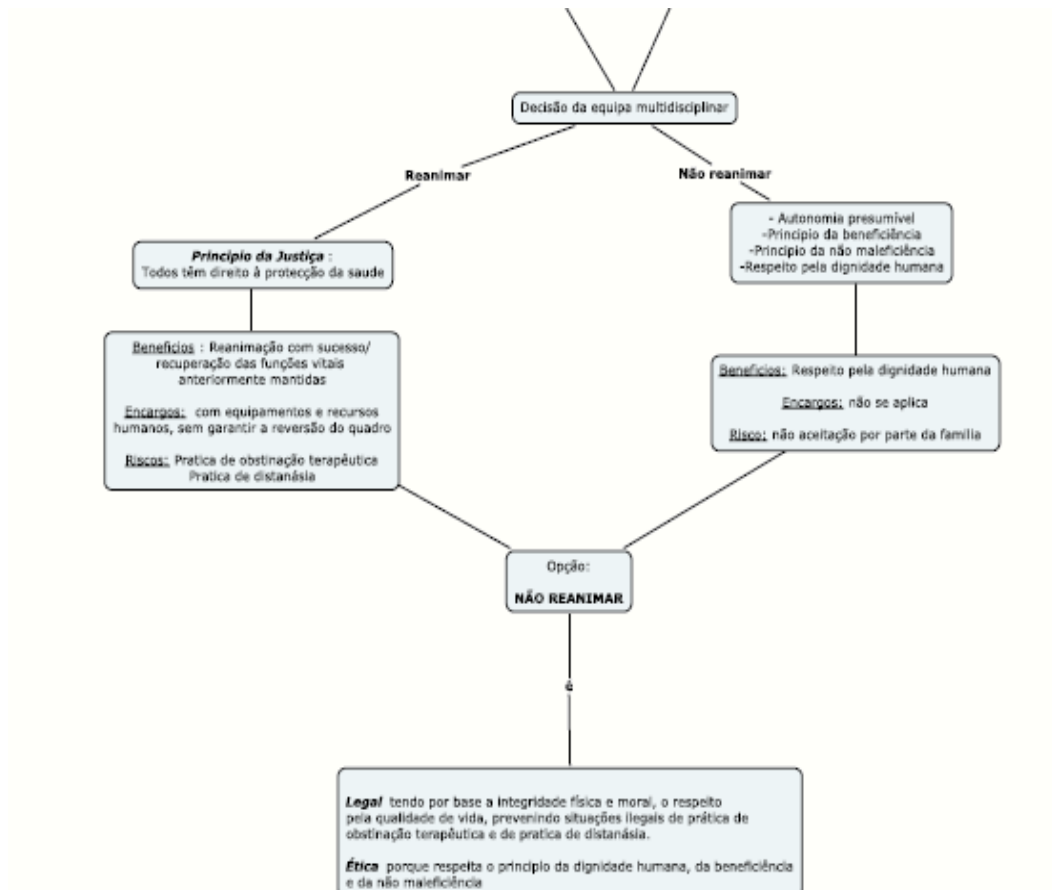 Decisão da equipa multidisciplinar
Reanimar
Não reanimar
Principio da Justiça :
Todos têm direito à protecção da saude
- Autonomia presumível
-Principio da beneficiência
-Principio da não maleficiência
-Respeito pela dignidade humana
Beneficios : Reanimação com sucesso/
recuperação das funções vitais
anteriormente mantidas
Encargos: com equipamentos e recursos
humanos, sem garantir a reversão do quadro
Riscos: Pratica de obstinação terapêutica
Pratica de distanásia
Beneficios: Respeito pela dignidade humana
Encargos: não se aplica
Risco: não aceitação por parte da familia
Opção:
NÃO REANIMAR
é
Legal tendo por base a integridade física e moral, o respeito
pela qualidade de vida, prevenindo situações ilegais de prática de
obstinação terapêutica e de pratica de distanásia.
Ética porque respeita o principio da dignidade humana, da beneficiência
e da não maleficiência